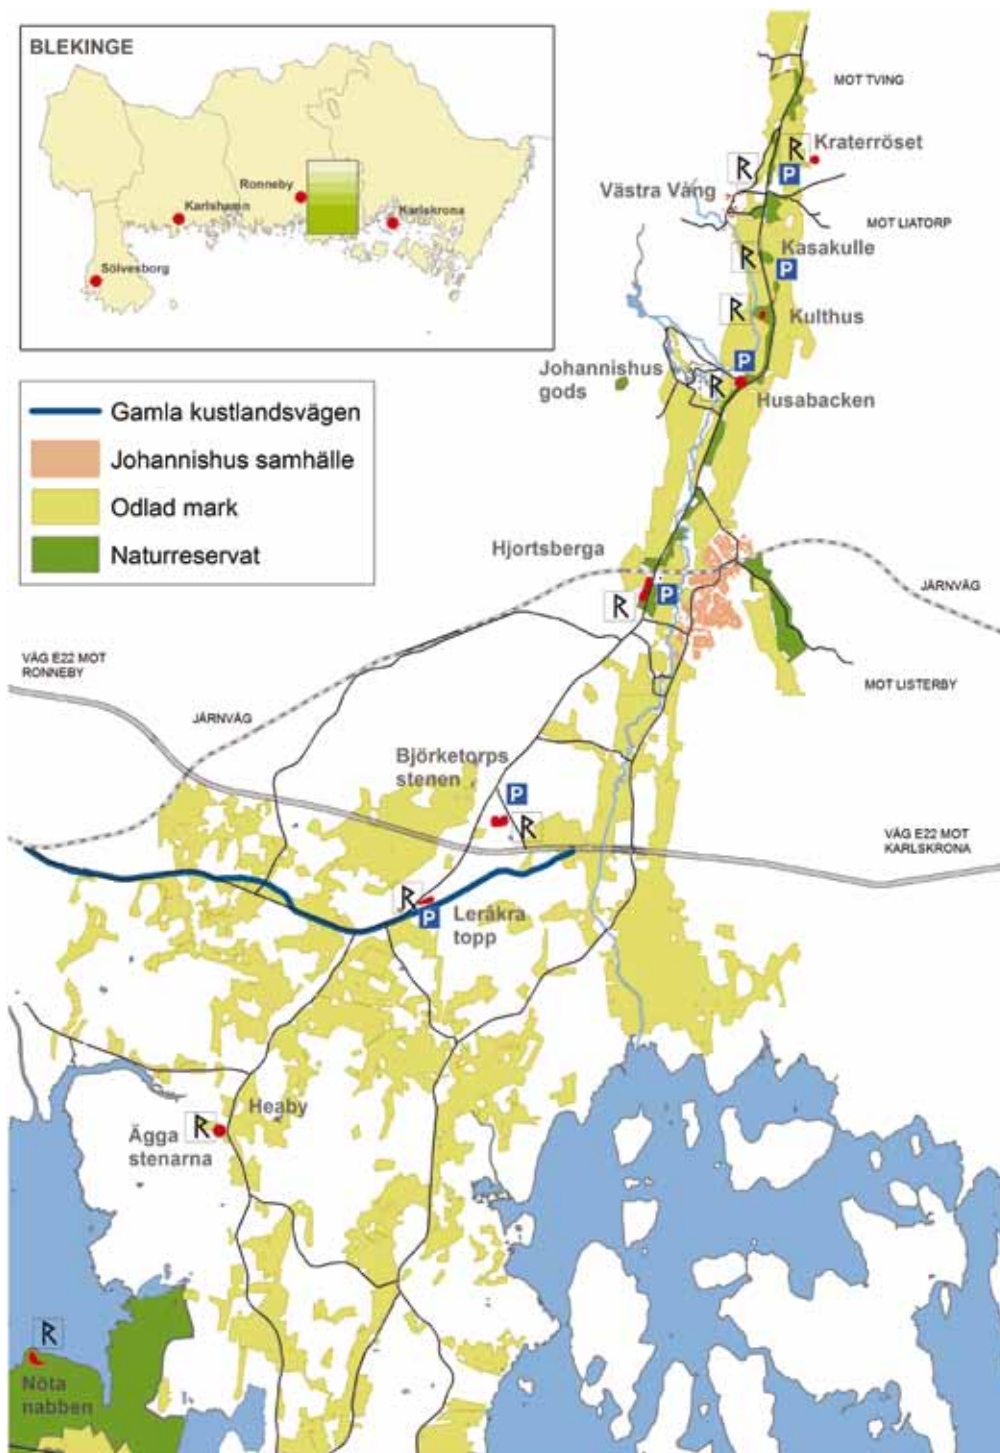 BLEKINGE
Ronneby
Karlshamn
Karlskrona
Sölvesborg
Gamla kustlandsvägen
Johannishus samhälle
Odlad mark
Naturreservat
MOT TVING
R
Kraterröset
R
P
Västra Vång
MOT LIATORP
Kasakulle
R
P
R
Kulthus
P
Johannishus
gods
R
Husabacken
Hjortsberga
JÄRNVÄG
P
R
VÄG E22 MOT
RONNEBY
MOT LISTERBY
JÄRNVÄG
Björketorps
stenen
P
R
VÄG E22 MOT
KARLSKRONA
R
P
Leråkra
topp
Heaby
R
Ägga
stenarna
R
Nöta
nabben